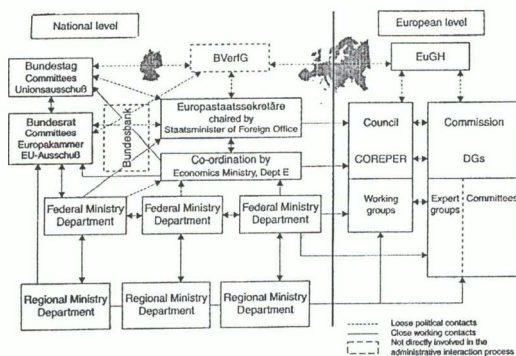 National level
European level
BVerfG
EuGH
Bundestag
Committees
Unionsausschuß
Bundesrat
Committees
Europakammer
EU-Ausschuß
Bundesbank
Europastaatssekretäre
chaired by
Staatsminister of Foreign Office
Co-ordination by
Economics Ministry, Dept E
Council
COREPER
Working
groups
Commission
DGs
Expert
groups
Committees
Federal Ministry
Department
Federal Ministry
Department
Federal Ministry
Department
Regional Ministry
Department
Regional Ministry
Department
Regional Ministry
Department
Loose political contacts
Close working contacts
Not directly involved in the
administrative interaction process